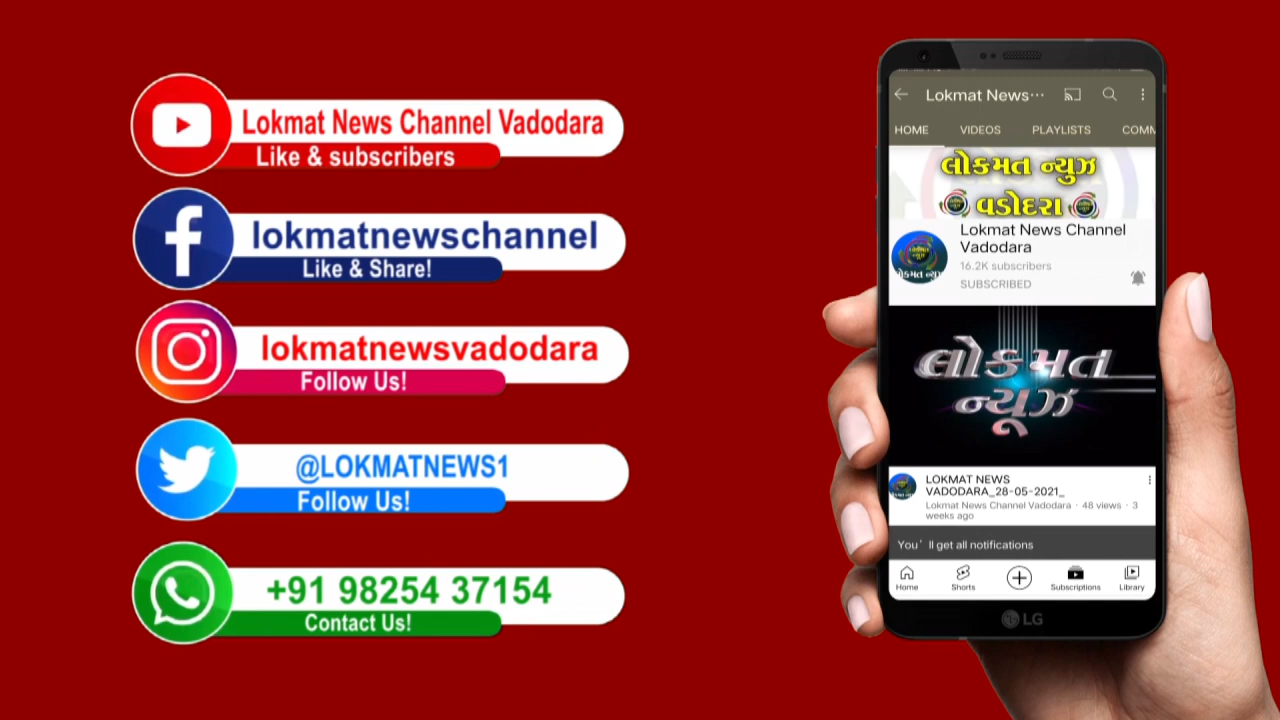 Lokmat News Channel Vadodara
Like & subscribers
lokmatnewschannel
Like & Share!
lokmatnewsvadodara
Follow Us!
@LOKMATNEWS1
Follow Us!
+91 98254 37154
Contact Us!
Lokmat News···
HOME VIDEOS PLAYLISTS COMM
લોકમત ન્યુઝ
વડોદરા
Lokmat News Channel
Vadodara
16.2K subscribers
SUBSCRIBED
લોકમત ન્યુઝ
લોકમત
ન્યૂઝ
LOKMAT NEWS
VADODARA_28-05-2021_
Lokmat News Channel Vadodara · 48 views · 3
weeks ago
You' ll get all notifications
Home Shorts Subscriptions Library
LG